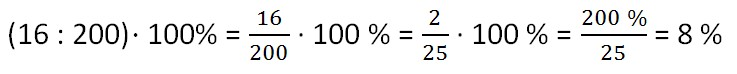 (16 : 200)· 100% = 16/200 · 100 % = 2/25 · 100 % = 200 %/25 = 8 %